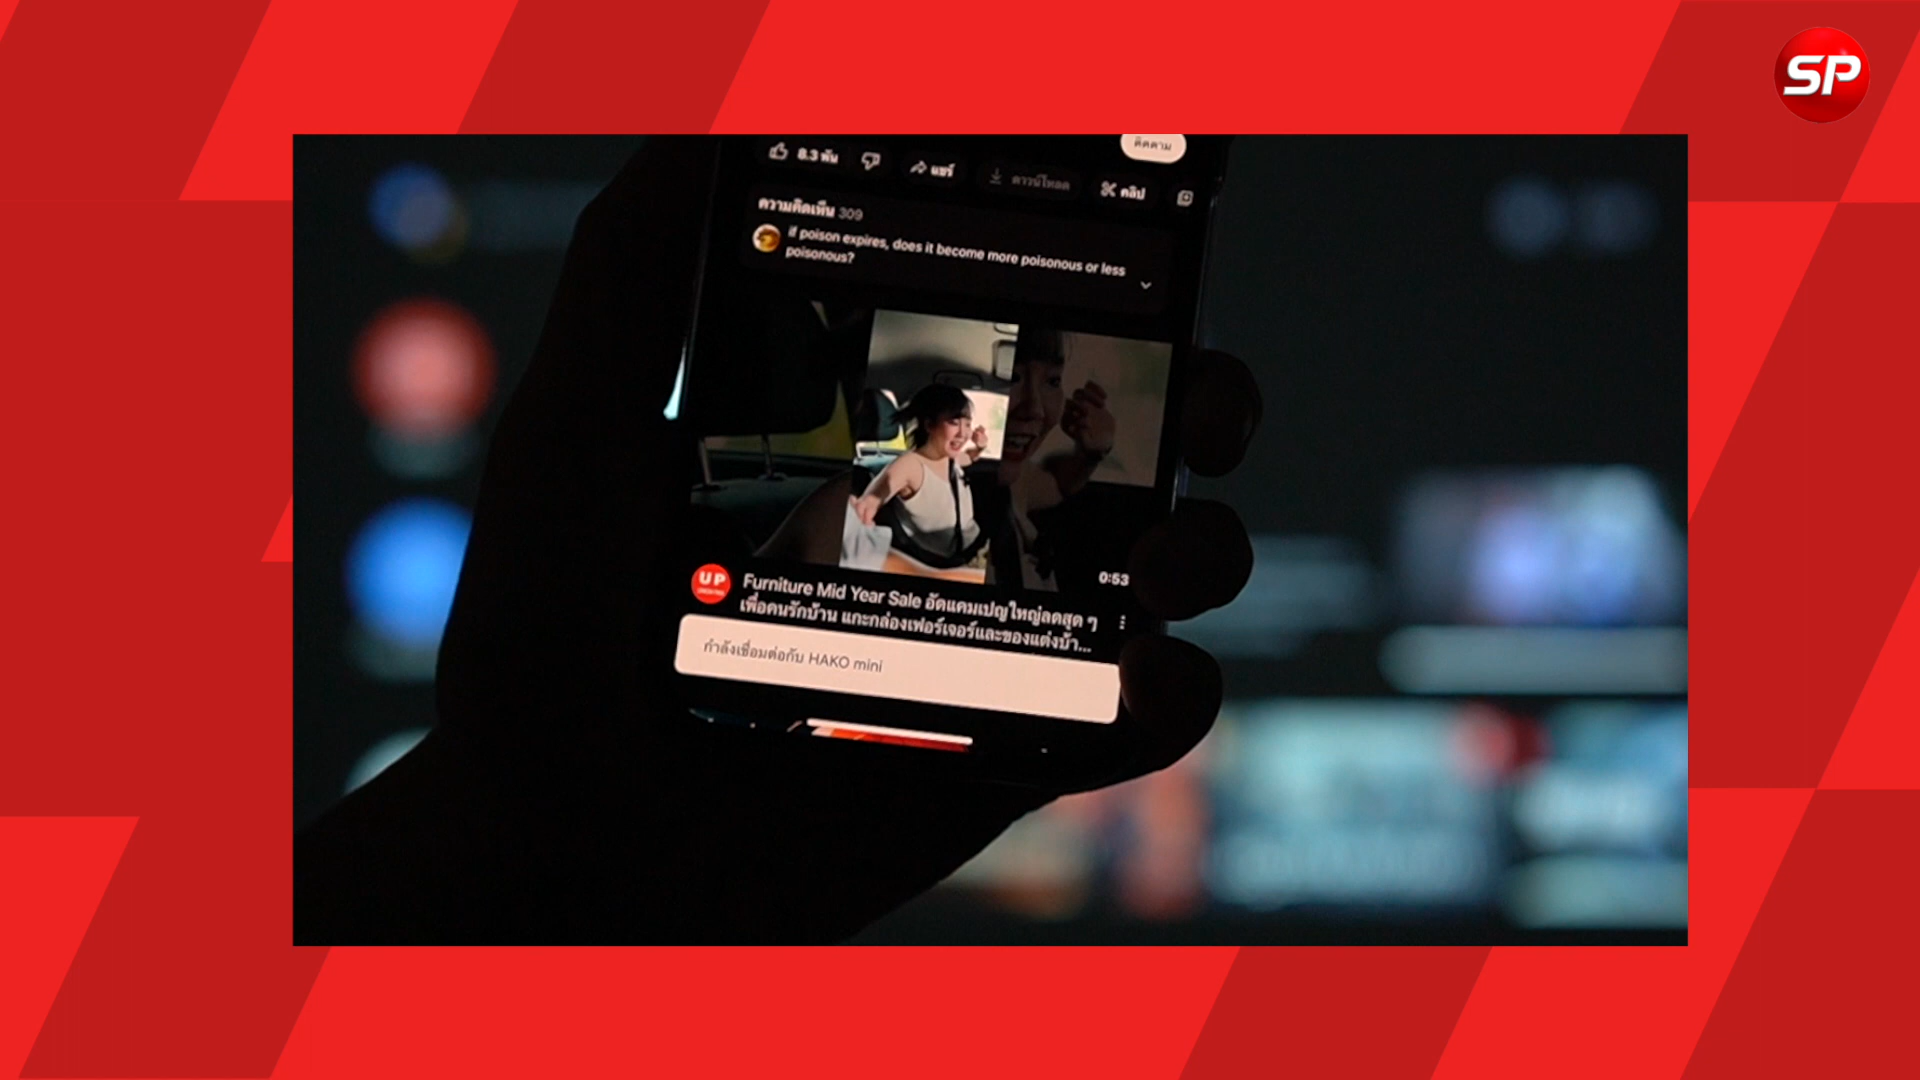 SP
ติดตาม
8.3 พัน
แชร์
ดาวน์โหลด
คลิป
ความคิดเห็น 309
if poison expires, does it become more poisonous or less
poisonous?
0:53
UP
Furniture Mid Year Sale อัดแคมเปญใหญ่ลดสุด ๆ
เพื่อคนรักบ้าน แกะกล่องเฟอร์เจอร์และของแต่งบ้า...
กำลังเชื่อมต่อกับ HAKO mini